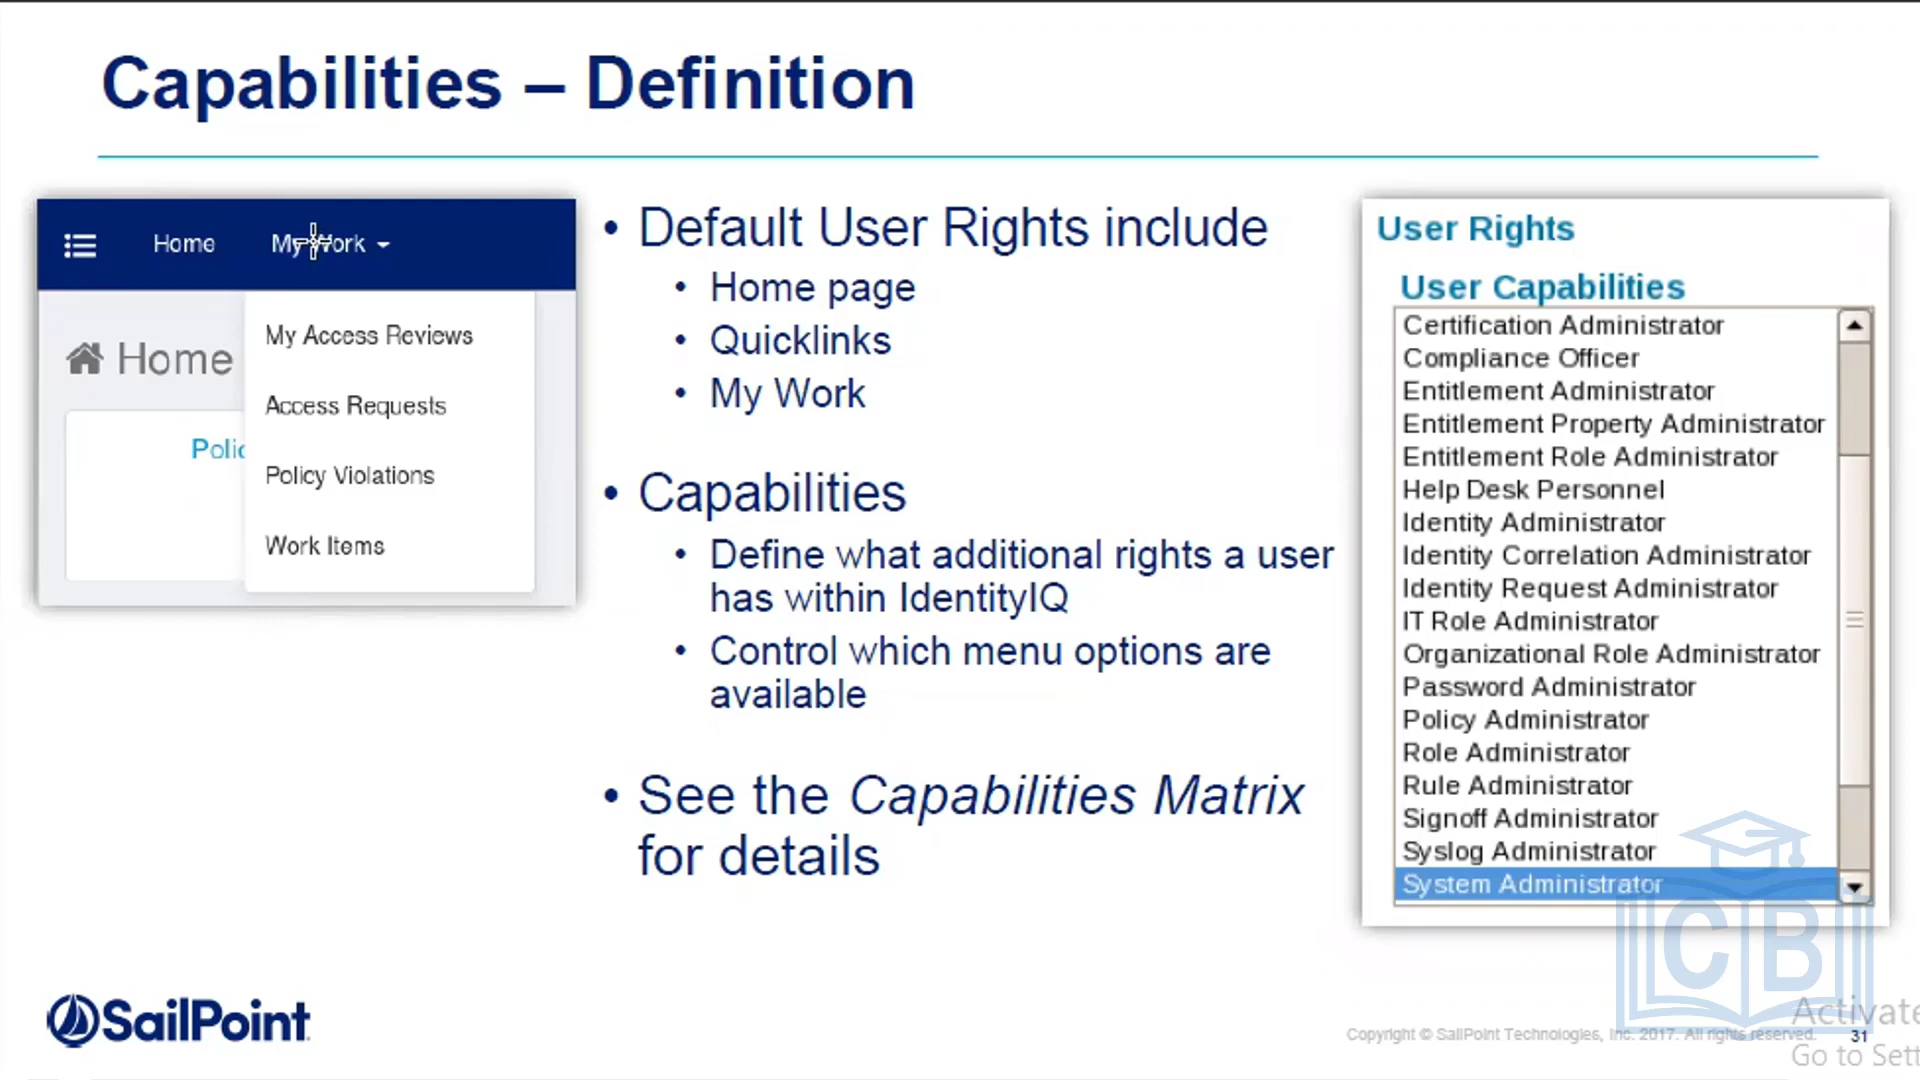 Capabilities – Definition
Home
My Work
Home
My Access Reviews
Access Requests
Policy Violations
Work Items
Polic
• Default User Rights include
• Home page
• Quicklinks
• My Work
• Capabilities
• Define what additional rights a user
has within IdentityIQ
• Control which menu options are
available
• See the Capabilities Matrix
for details
User Rights
User Capabilities
Certification Administrator
Compliance Officer
Entitlement Administrator
Entitlement Property Administrator
Entitlement Role Administrator
Help Desk Personnel
Identity Administrator
Identity Correlation Administrator
Identity Request Administrator
IT Role Administrator
Organizational Role Administrator
Password Administrator
Policy Administrator
Role Administrator
Rule Administrator
Signoff Administrator
Syslog Administrator
System Administrator
CB
SailPoint
Copyright © SailPoint Technologies, Inc. 2017. All rights reserved.
31
Activate
Go to Sett